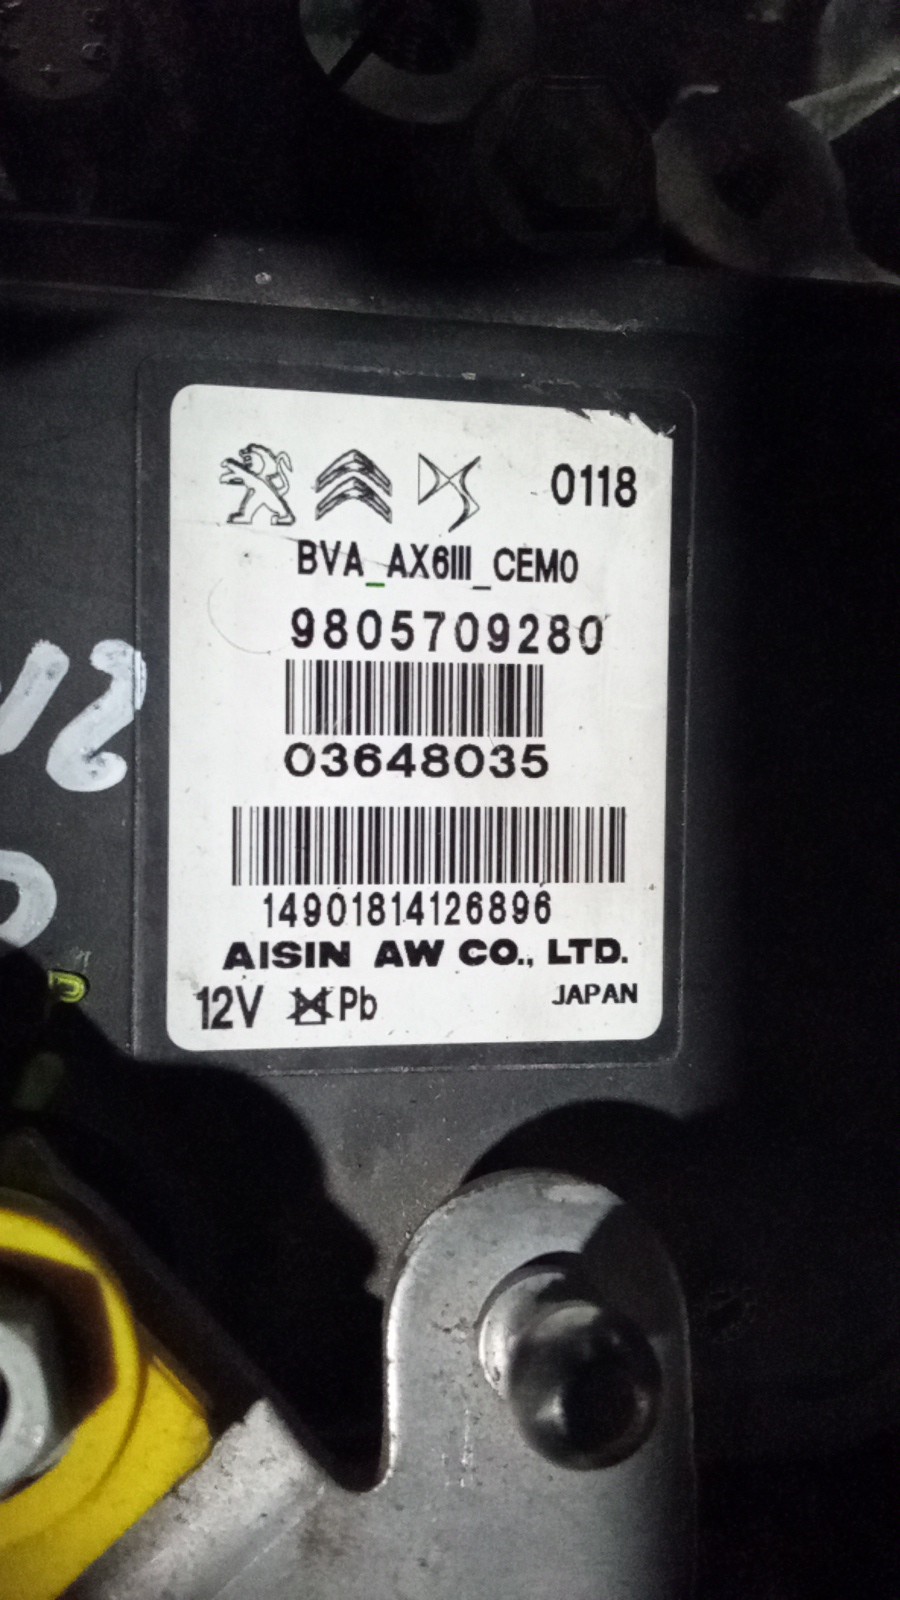 0118
BVA_AX6III_CEM0
9805709280
03648035
14901814126896
AISIN AW CO., LTD.
12V Pb JAPAN